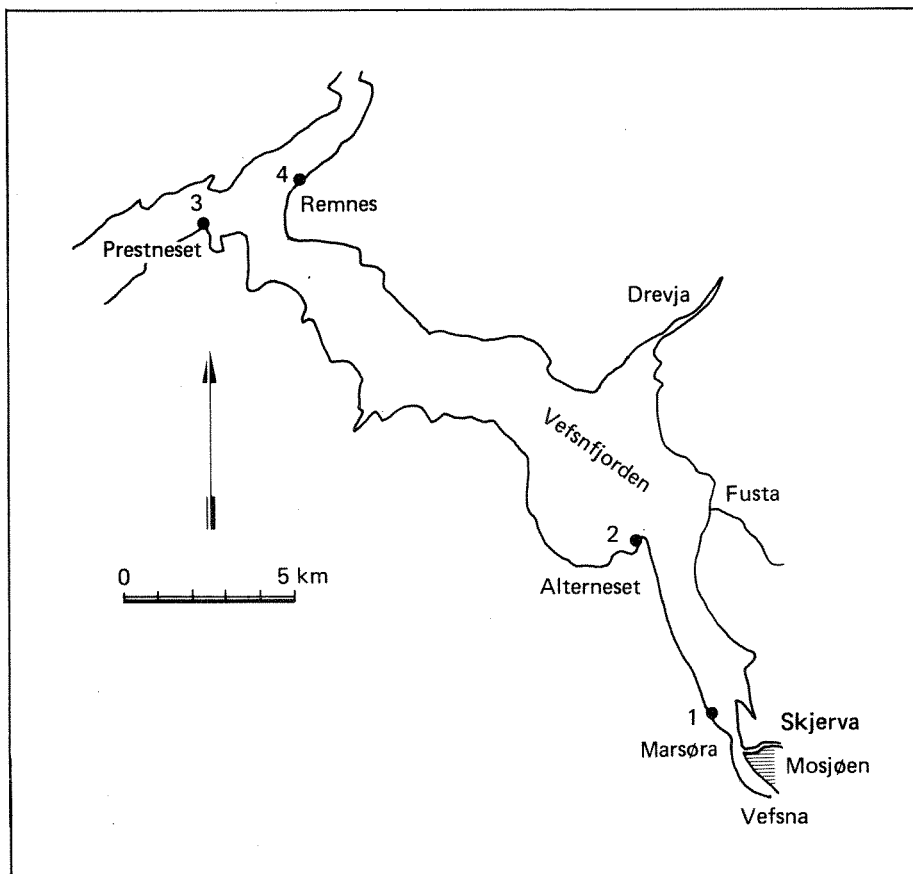 4
Remnes
3
Prestneset
Drevja
Vefsnfjorden
Fusta
2
Alterneset
0 5 km
1
Marsøra
Skjerva
Mosjøen
Vefsna